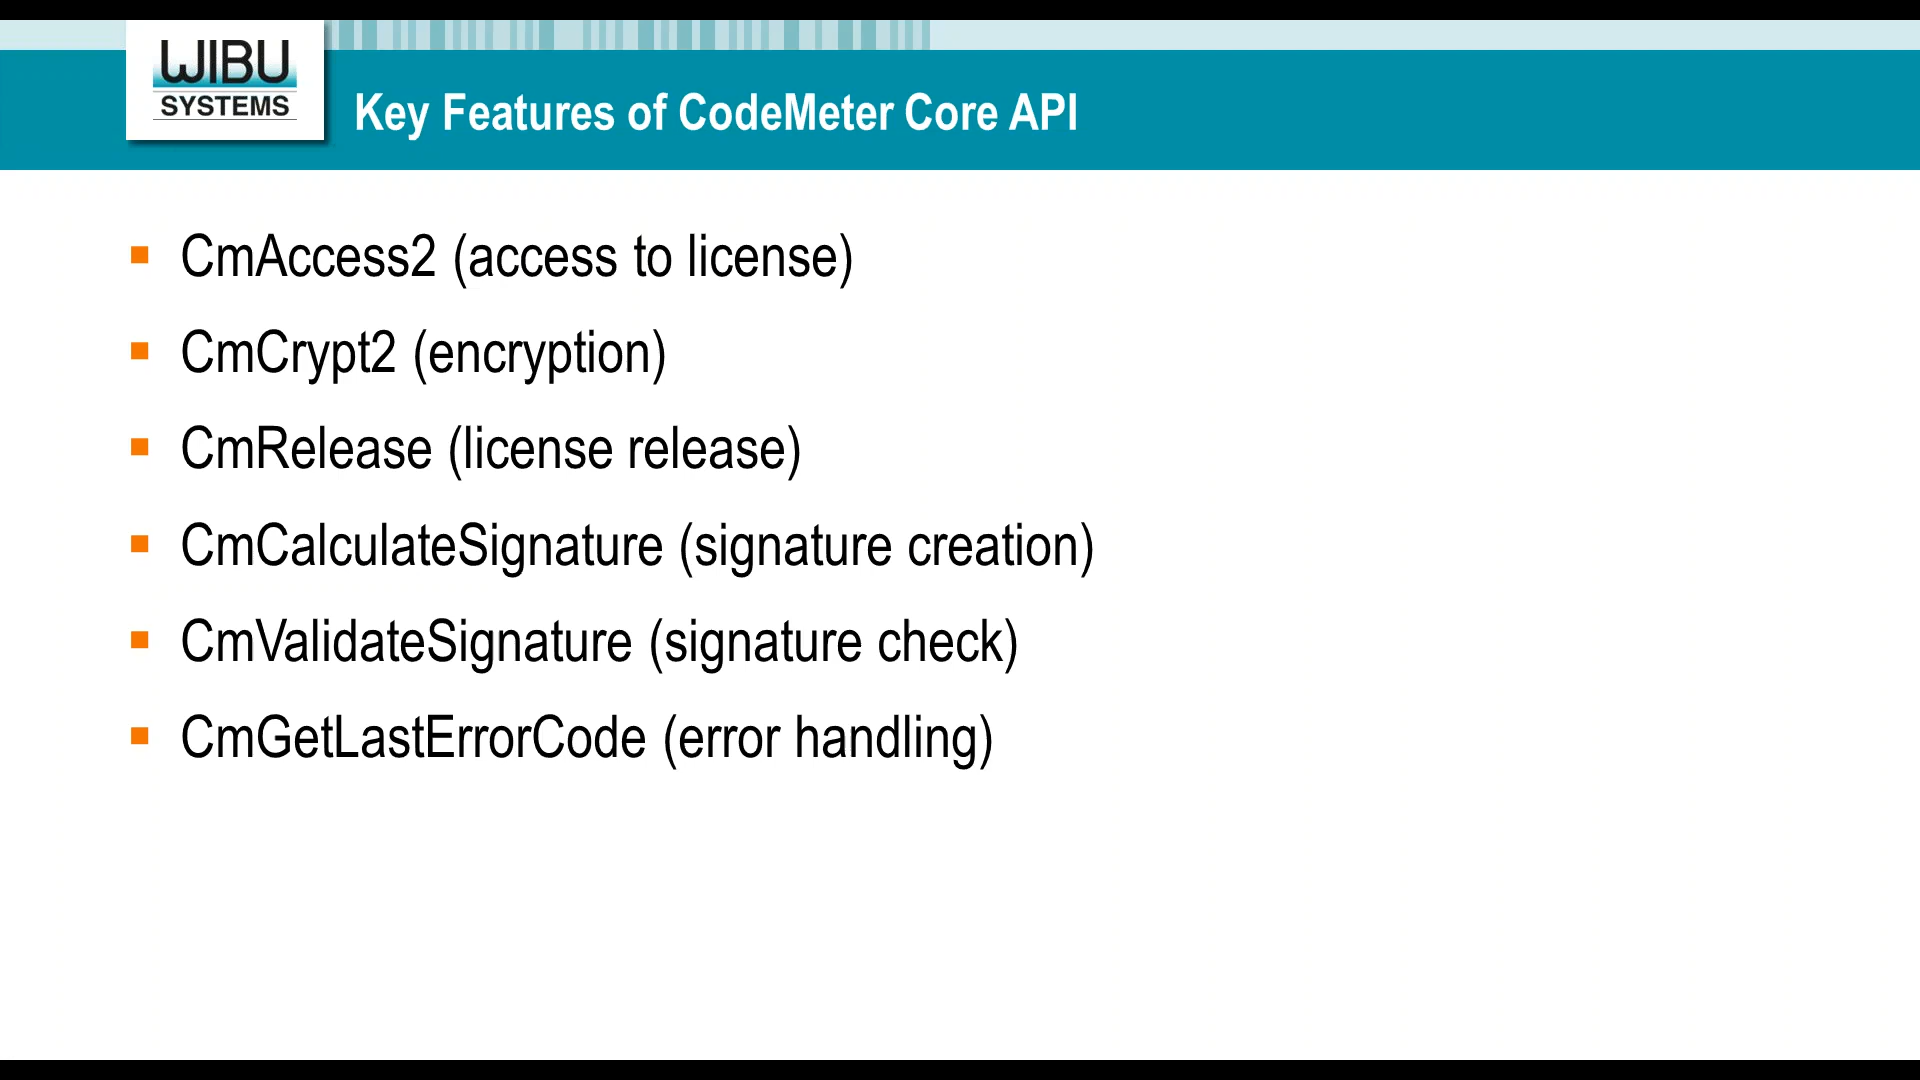 WIBU
SYSTEMS
Key Features of CodeMeter Core API
CmAccess2 (access to license)
CmCrypt2 (encryption)
CmRelease (license release)
CmCalculateSignature (signature creation)
CmValidateSignature (signature check)
CmGetLastErrorCode (error handling)